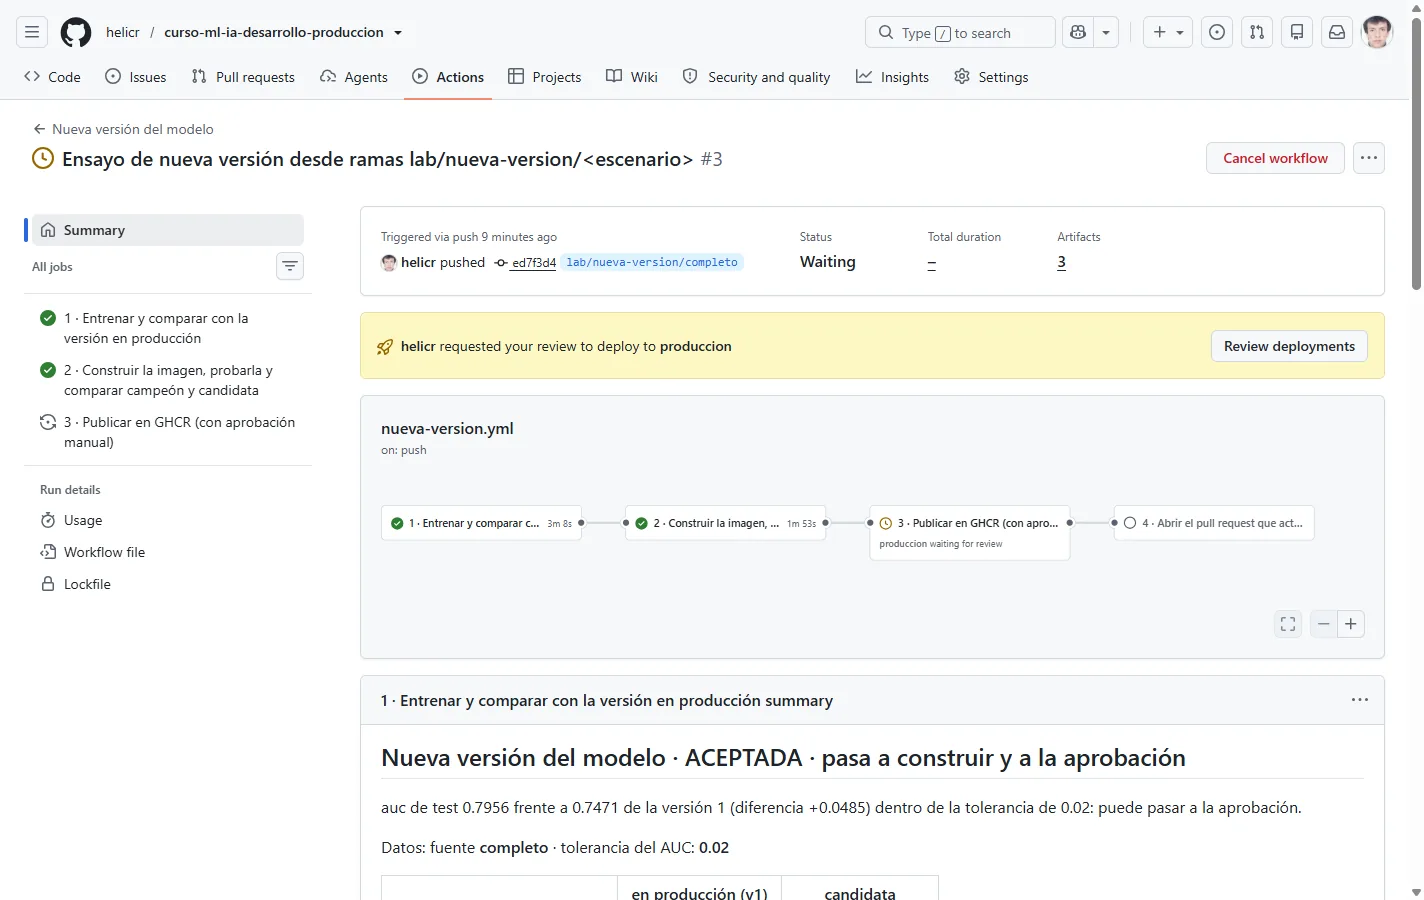 helicr / curso-ml-ia-desarrollo-produccion
Type / to search
Code
Issues
Pull requests
Agents
Actions
Projects
Wiki
Security and quality
Insights
Settings
Nueva versión del modelo
Ensayo de nueva versión desde ramas lab/nueva-version/<escenario> #3
Cancel workflow
Summary
All jobs
1 · Entrenar y comparar con la
versión en producción
2 · Construir la imagen, probarla y
comparar campeón y candidata
3 · Publicar en GHCR (con aprobación
manual)
Run details
Usage
Workflow file
Lockfile
Triggered via push 9 minutes ago
helicr pushed ed7f3d4 lab/nueva-version/completo
Status
Waiting
Total duration
–
Artifacts
3
helicr requested your review to deploy to produccion
Review deployments
nueva-version.yml
on: push
1 · Entrenar y comparar c... 3m 8s
2 · Construir la imagen, ... 1m 53s
3 · Publicar en GHCR (con apro...
produccion waiting for review
4 · Abrir el pull request que act...
1 · Entrenar y comparar con la versión en producción summary
Nueva versión del modelo · ACEPTADA · pasa a construir y a la aprobación
auc de test 0.7956 frente a 0.7471 de la versión 1 (diferencia +0.0485) dentro de la tolerancia de 0.02: puede pasar a la aprobación.
Datos: fuente completo · tolerancia del AUC: 0.02
en producción (v1) candidata